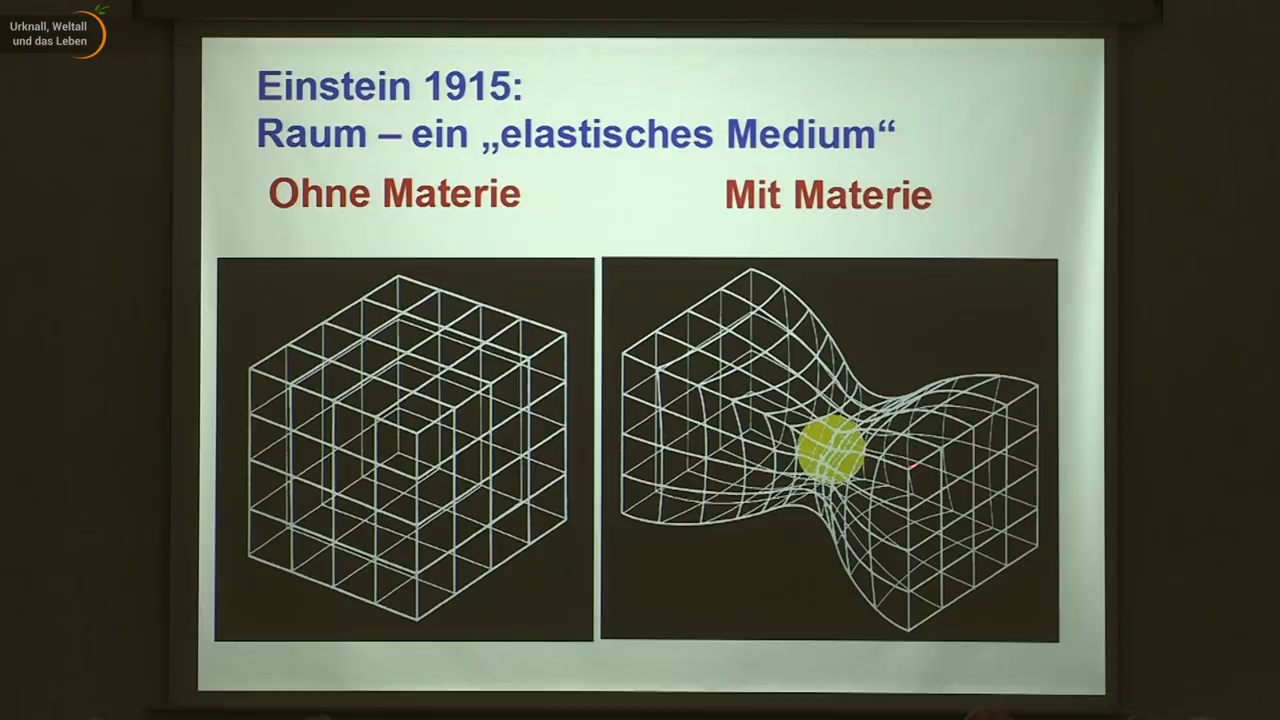 Urknall, Weltall
und das Leben
Einstein 1915:
Raum – ein „elastisches Medium“
Ohne Materie
Mit Materie